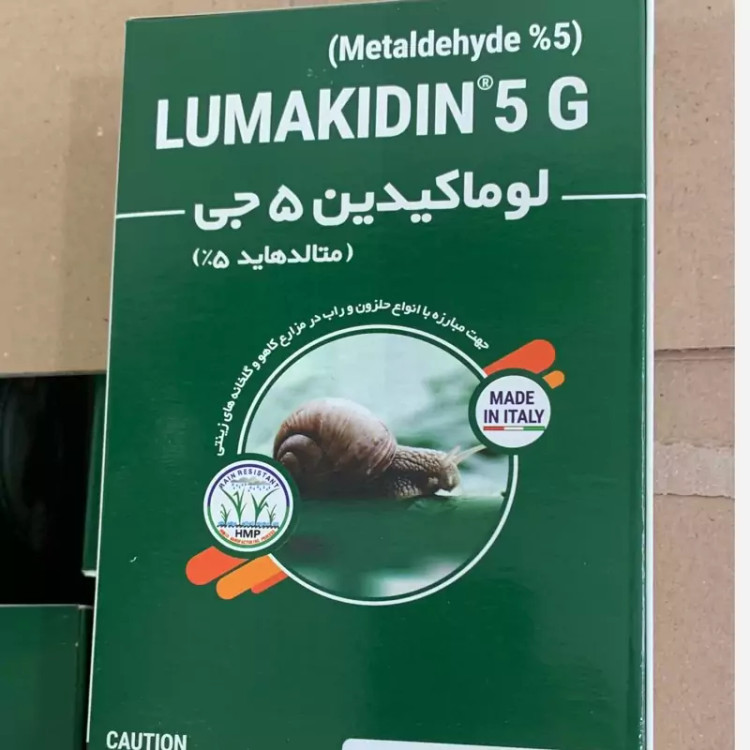 (Metaldehyde %5)
LUMAKIDIN® 5 G
لوماکیدین ۵ جی
(متالدهاید ۵٪)
جهت مبارزه با انواع حلزون و راب در مزارع کاهو و گلخانه های زینتی
MADE
IN ITALY
RAIN RESISTANT
HMP
CAUTION